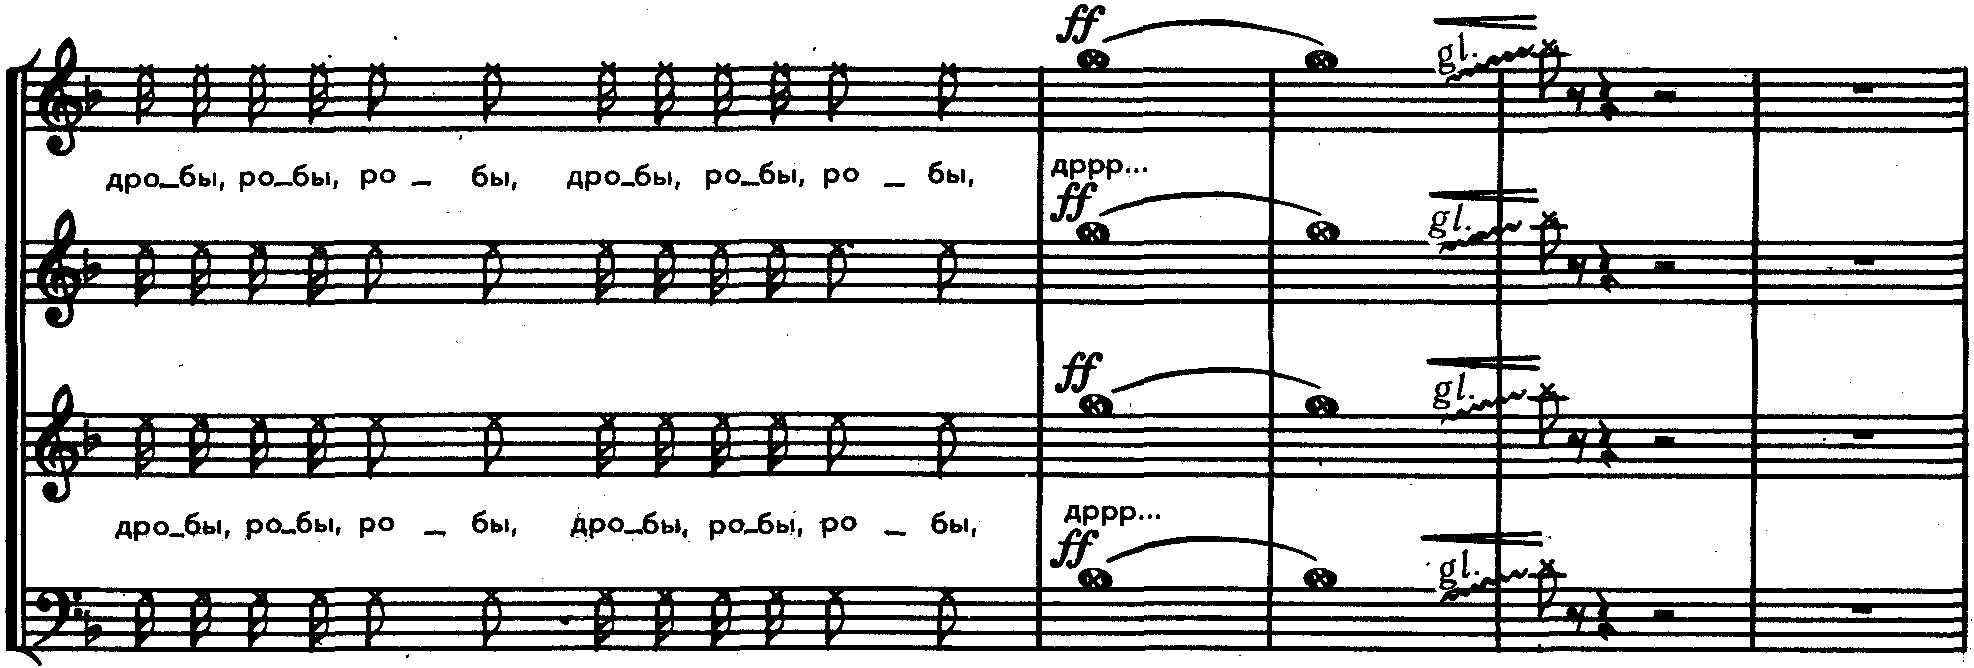 ff
gl.
дро_бы, ро_бы, ро _ бы, дро_бы, ро_бы, ро _ бы, дррр...
ff
gl.
ff
gl.
дро_бы, ро_бы, ро _ бы, дро_бы, ро_бы, ро _ бы, дррр...
ff
gl.